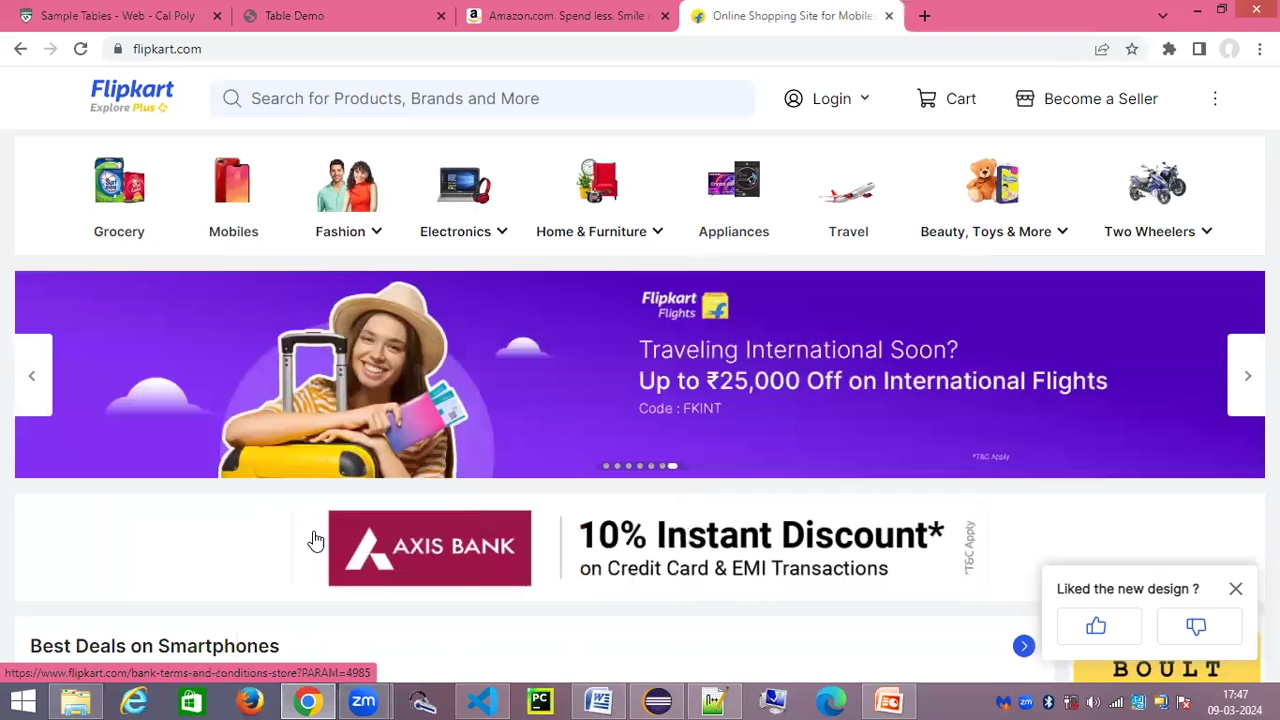 Sample Tables - Web - Cal Poly
Table Demo
Amazon.com. Spend less. Smile
Online Shopping Site for Mobiles
flipkart.com
Flipkart
Explore Plus
Search for Products, Brands and More
Login
Cart
Become a Seller
Grocery
Mobiles
Fashion
Electronics
Home & Furniture
Appliances
Travel
Beauty, Toys & More
Two Wheelers
Flipkart
Flights
Traveling International Soon?
Up to ₹25,000 Off on International Flights
Code : FKINT
*T&C Apply
AXIS BANK
10% Instant Discount*
on Credit Card & EMI Transactions
*T&C Apply
Liked the new design ?
Best Deals on Smartphones
BOULT
https://www.flipkart.com/bank-terms-and-conditions-store?PARAM=4985
17:47
09-03-2024